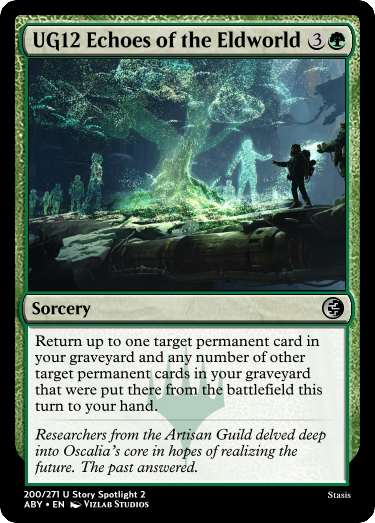 UG12 Echoes of the Eldworld 3
Sorcery
Return up to one target permanent card in
your graveyard and any number of other
target permanent cards in your graveyard
that were put there from the battlefield this
turn to your hand.
Researchers from the Artisan Guild delved deep
into Oscalia's core in hopes of realizing the
future. The past answered.
200/271 U Story Spotlight 2
Stasis
ABY • EN VIZLAB STUDIOS